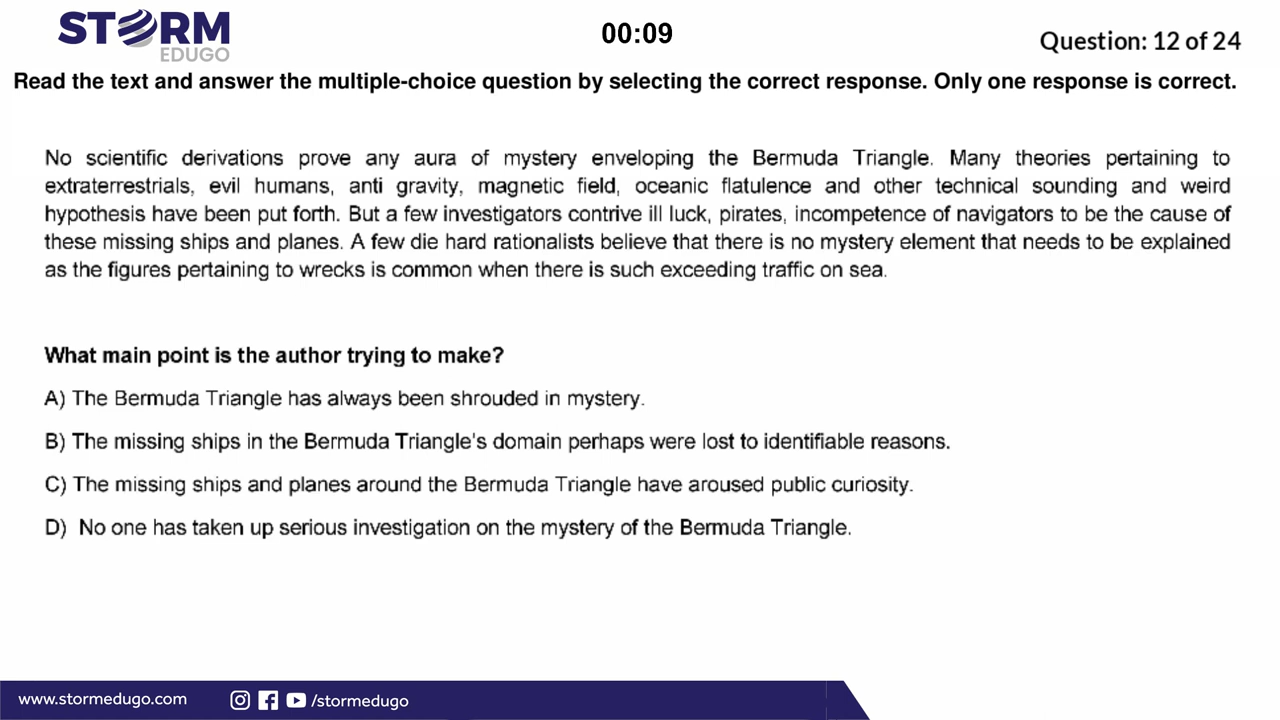 STORM
EDUGO
00:09
Question: 12 of 24
Read the text and answer the multiple-choice question by selecting the correct response. Only one response is correct.
No scientific derivations prove any aura of mystery enveloping the Bermuda Triangle. Many theories pertaining to
extraterrestrials, evil humans, anti gravity, magnetic field, oceanic flatulence and other technical sounding and weird
hypothesis have been put forth. But a few investigators contrive ill luck, pirates, incompetence of navigators to be the cause of
these missing ships and planes. A few die hard rationalists believe that there is no mystery element that needs to be explained
as the figures pertaining to wrecks is common when there is such exceeding traffic on sea.
What main point is the author trying to make?
A) The Bermuda Triangle has always been shrouded in mystery.
B) The missing ships in the Bermuda Triangle's domain perhaps were lost to identifiable reasons.
C) The missing ships and planes around the Bermuda Triangle have aroused public curiosity.
D) No one has taken up serious investigation on the mystery of the Bermuda Triangle.
www.stormedugo.com
/stormedugo